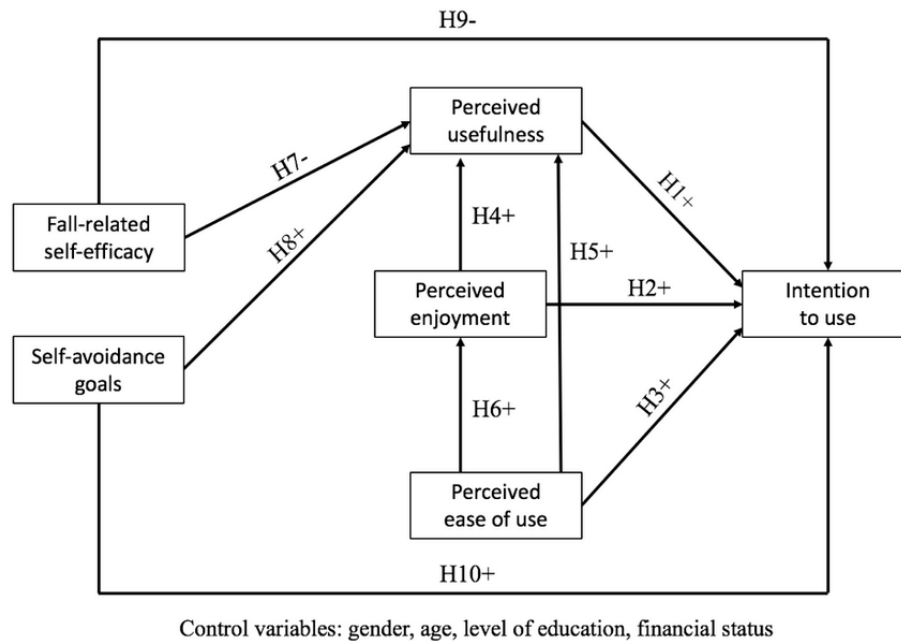 H9-
Perceived
usefulness
H7-
H1+
Fall-related
self-efficacy
H8+
H4+
H5+
Perceived
enjoyment
H2+
Intention
to use
Self-avoidance
goals
H6+
H3+
Perceived
ease of use
H10+
Control variables: gender, age, level of education, financial status